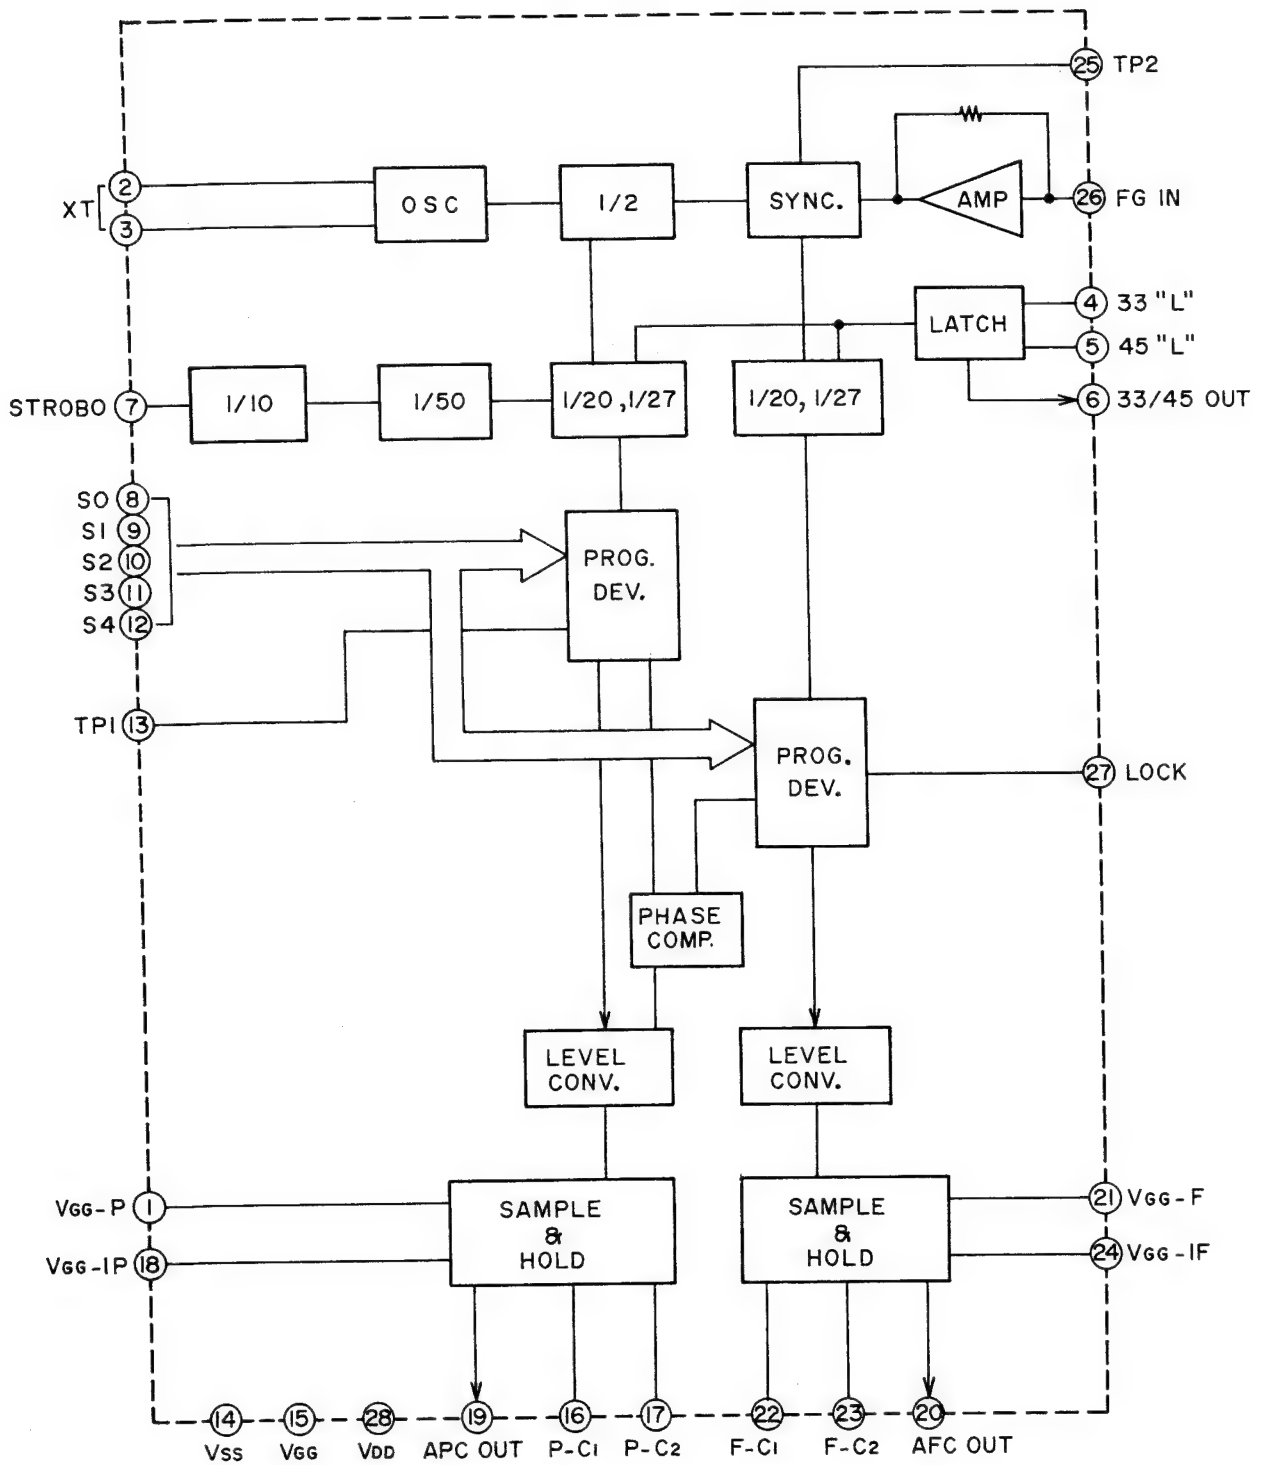 25 TP2
AMP
26 FG IN
XT
2
3
OSC
1/2
SYNC.
4 33 "L"
LATCH
5 45 "L"
6 33/45 OUT
STROBO 7
1/10
1/50
1/20, 1/27
1/20, 1/27
S0 8
S1 9
S2 10
S3 11
S4 12
PROG.
DEV.
TP1 13
PROG.
DEV.
27 LOCK
PHASE
COMP.
LEVEL
CONV.
LEVEL
CONV.
VGG-P 1
VGG-IP 18
SAMPLE
&
HOLD
SAMPLE
&
HOLD
21 VGG-F
24 VGG-IF
14
VSS
15
VGG
28
VDD
19
APC OUT
16
P-C1
17
P-C2
22
F-C1
23
F-C2
20
AFC OUT